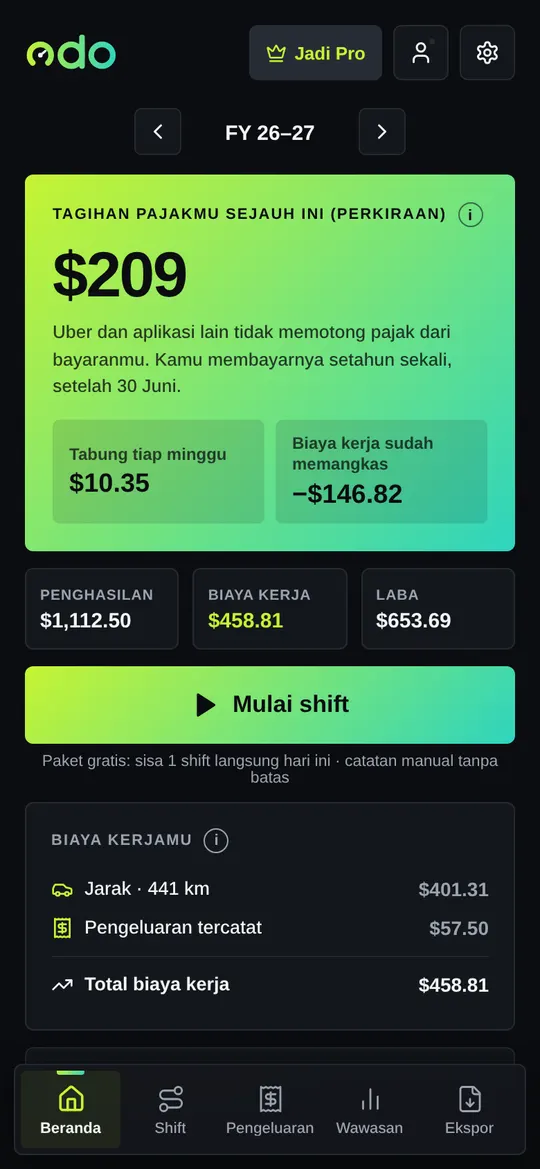 odo
Jadi Pro
FY 26–27
TAGIHAN PAJAKMU SEJAUH INI (PERKIRAAN)
$209
Uber dan aplikasi lain tidak memotong pajak dari
bayaranmu. Kamu membayarnya setahun sekali,
setelah 30 Juni.
Tabung tiap minggu
$10.35
Biaya kerja sudah
memangkas
−$146.82
PENGHASILAN
$1,112.50
BIAYA KERJA
$458.81
LABA
$653.69
Mulai shift
Paket gratis: sisa 1 shift langsung hari ini · catatan manual tanpa
batas
BIAYA KERJAMU
Jarak · 441 km $401.31
Pengeluaran tercatat $57.50
Total biaya kerja $458.81
Beranda Shift Pengeluaran Wawasan Ekspor